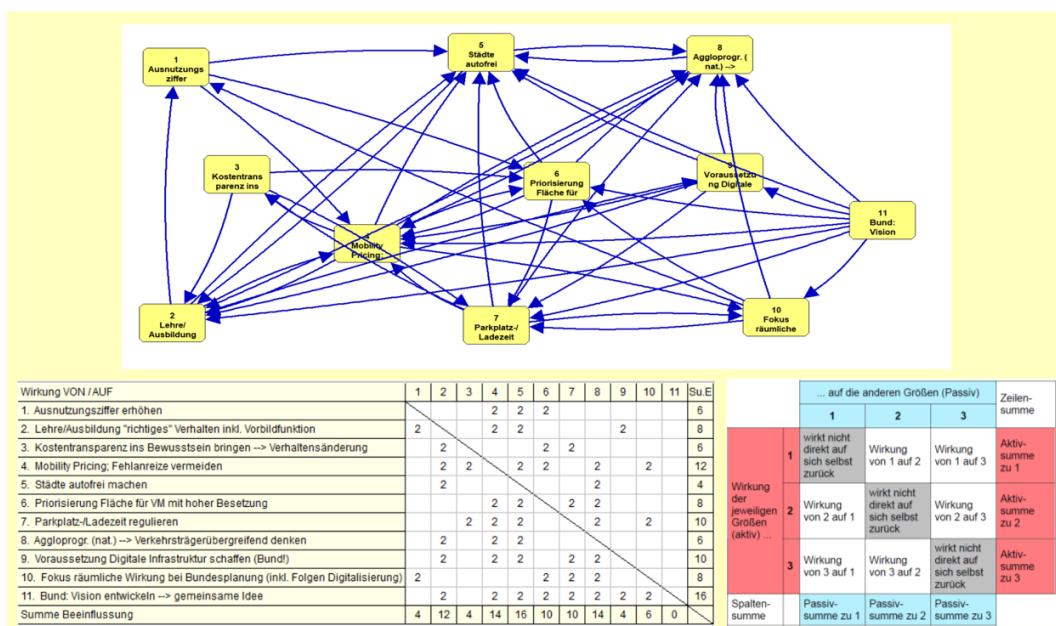 1
Ausnutzungs
ziffer
5
Städte
autofrei
8
Aggloprogr. (
nat.) -->
3
Kostentrans
parenz ins
6
Priorisierung
Fläche für
Voraussetzu
ng Digitale
11
Bund:
Vision
Mobility
Pricing;
2
Lehre/
Ausbildung
7
Parkplatz-/
Ladezeit
10
Fokus
räumliche
Wirkung VON / AUF 1 2 3 4 5 6 7 8 9 10 11 Su.E
1. Ausnutzungsziffer erhöhen 2 2 2 6
2. Lehre/Ausbildung "richtiges" Verhalten inkl. Vorbildfunktion 2 2 2 2 8
3. Kostentransparenz ins Bewusstsein bringen --> Verhaltensänderung 2 2 2 6
4. Mobility Pricing; Fehlanreize vermeiden 2 2 2 2 2 2 12
5. Städte autofrei machen 2 2 4
6. Priorisierung Fläche für VM mit hoher Besetzung 2 2 2 2 8
7. Parkplatz-/Ladezeit regulieren 2 2 2 2 2 10
8. Aggloprogr. (nat.) --> Verkehrsträgerübergreifend denken 2 2 2 6
9. Voraussetzung Digitale Infrastruktur schaffen (Bund!) 2 2 2 2 2 10
10. Fokus räumliche Wirkung bei Bundesplanung (inkl. Folgen Digitalisierung) 2 2 2 2 8
11. Bund: Vision entwickeln --> gemeinsame Idee 2 2 2 2 2 2 2 2 16
Summe Beeinflussung 4 12 4 14 16 10 10 14 4 6 0
... auf die anderen Größen (Passiv)
Zeilen-
summe
1 2 3
Wirkung
der
jeweiligen
Größen
(aktiv) ...
1
wirkt nicht
direkt auf
sich selbst
zurück
Wirkung
von 1 auf 2
Wirkung
von 1 auf 3
Aktiv-
summe
zu 1
2
Wirkung
von 2 auf 1
wirkt nicht
direkt auf
sich selbst
zurück
Wirkung
von 2 auf 3
Aktiv-
summe
zu 2
3
Wirkung
von 3 auf 1
Wirkung
von 3 auf 2
wirkt nicht
direkt auf
sich selbst
zurück
Aktiv-
summe
zu 3
Spalten-
summe
Passiv-
summe zu 1
Passiv-
summe zu 2
Passiv-
summe zu 3